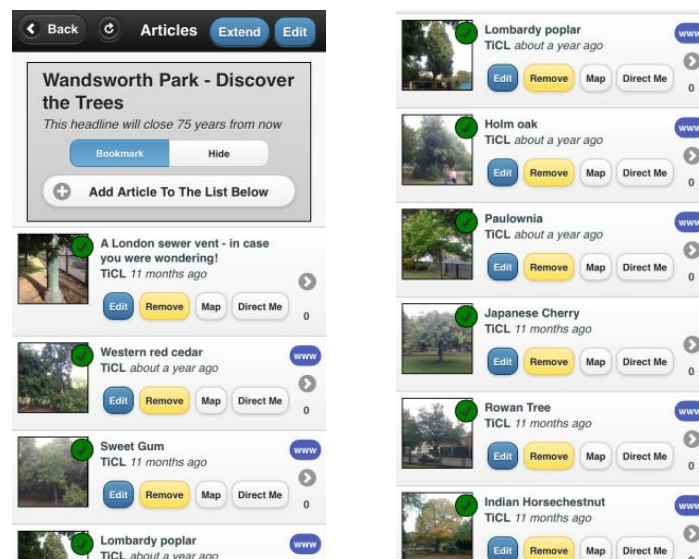 Back Articles Extend Edit
Wandsworth Park - Discover
the Trees
This headline will close 75 years from now
Bookmark Hide
Add Article To The List Below
A London sewer vent - in case
you were wondering!
TiCL 11 months ago
Edit Remove Map Direct Me 0
Western red cedar www
TiCL about a year ago
Edit Remove Map Direct Me 0
Sweet Gum www
TiCL 11 months ago
Edit Remove Map Direct Me 0
Lombardy poplar www
TiCL about a year ago
Lombardy poplar www
TiCL about a year ago
Edit Remove Map Direct Me 0
Holm oak www
TiCL about a year ago
Edit Remove Map Direct Me 0
Paulownia www
TiCL about a year ago
Edit Remove Map Direct Me 0
Japanese Cherry
TiCL 11 months ago
Edit Remove Map Direct Me 0
Rowan Tree www
TiCL 11 months ago
Edit Remove Map Direct Me 0
Indian Horsechestnut www
TiCL 11 months ago
Edit Remove Map Direct Me